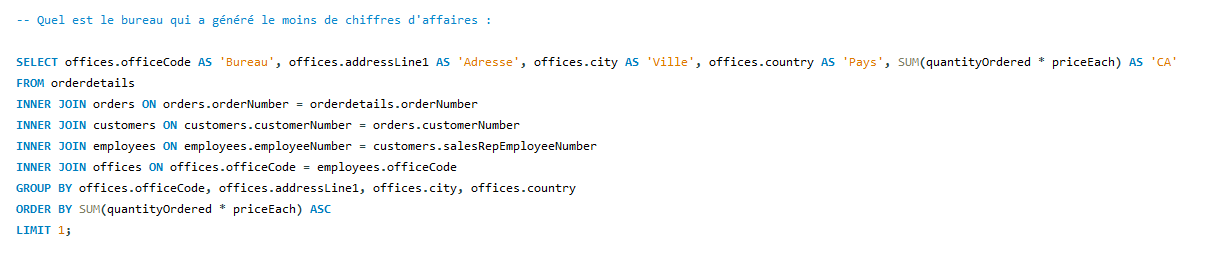 -- Quel est le bureau qui a généré le moins de chiffres d'affaires :
SELECT offices.officeCode AS 'Bureau', offices.addressLine1 AS 'Adresse', offices.city AS 'Ville', offices.country AS 'Pays', SUM(quantityOrdered * priceEach) AS 'CA'
FROM orderdetails
INNER JOIN orders ON orders.orderNumber = orderdetails.orderNumber
INNER JOIN customers ON customers.customerNumber = orders.customerNumber
INNER JOIN employees ON employees.employeeNumber = customers.salesRepEmployeeNumber
INNER JOIN offices ON offices.officeCode = employees.officeCode
GROUP BY offices.officeCode, offices.addressLine1, offices.city, offices.country
ORDER BY SUM(quantityOrdered * priceEach) ASC
LIMIT 1;